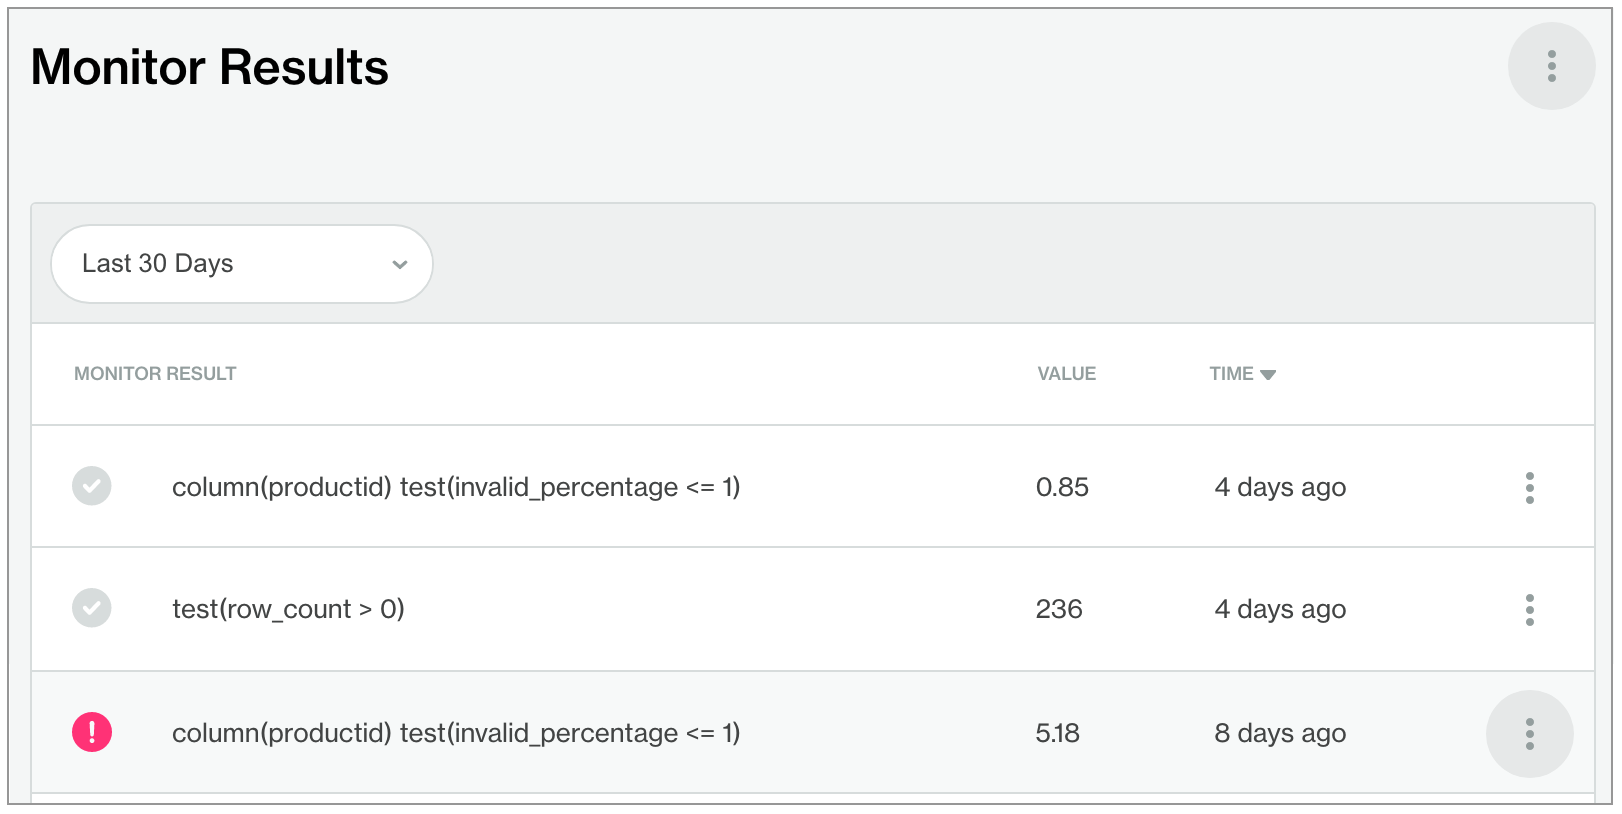 Monitor Results
Last 30 Days
MONITOR RESULT VALUE TIME
column(productid) test(invalid_percentage <= 1) 0.85 4 days ago
test(row_count > 0) 236 4 days ago
column(productid) test(invalid_percentage <= 1) 5.18 8 days ago